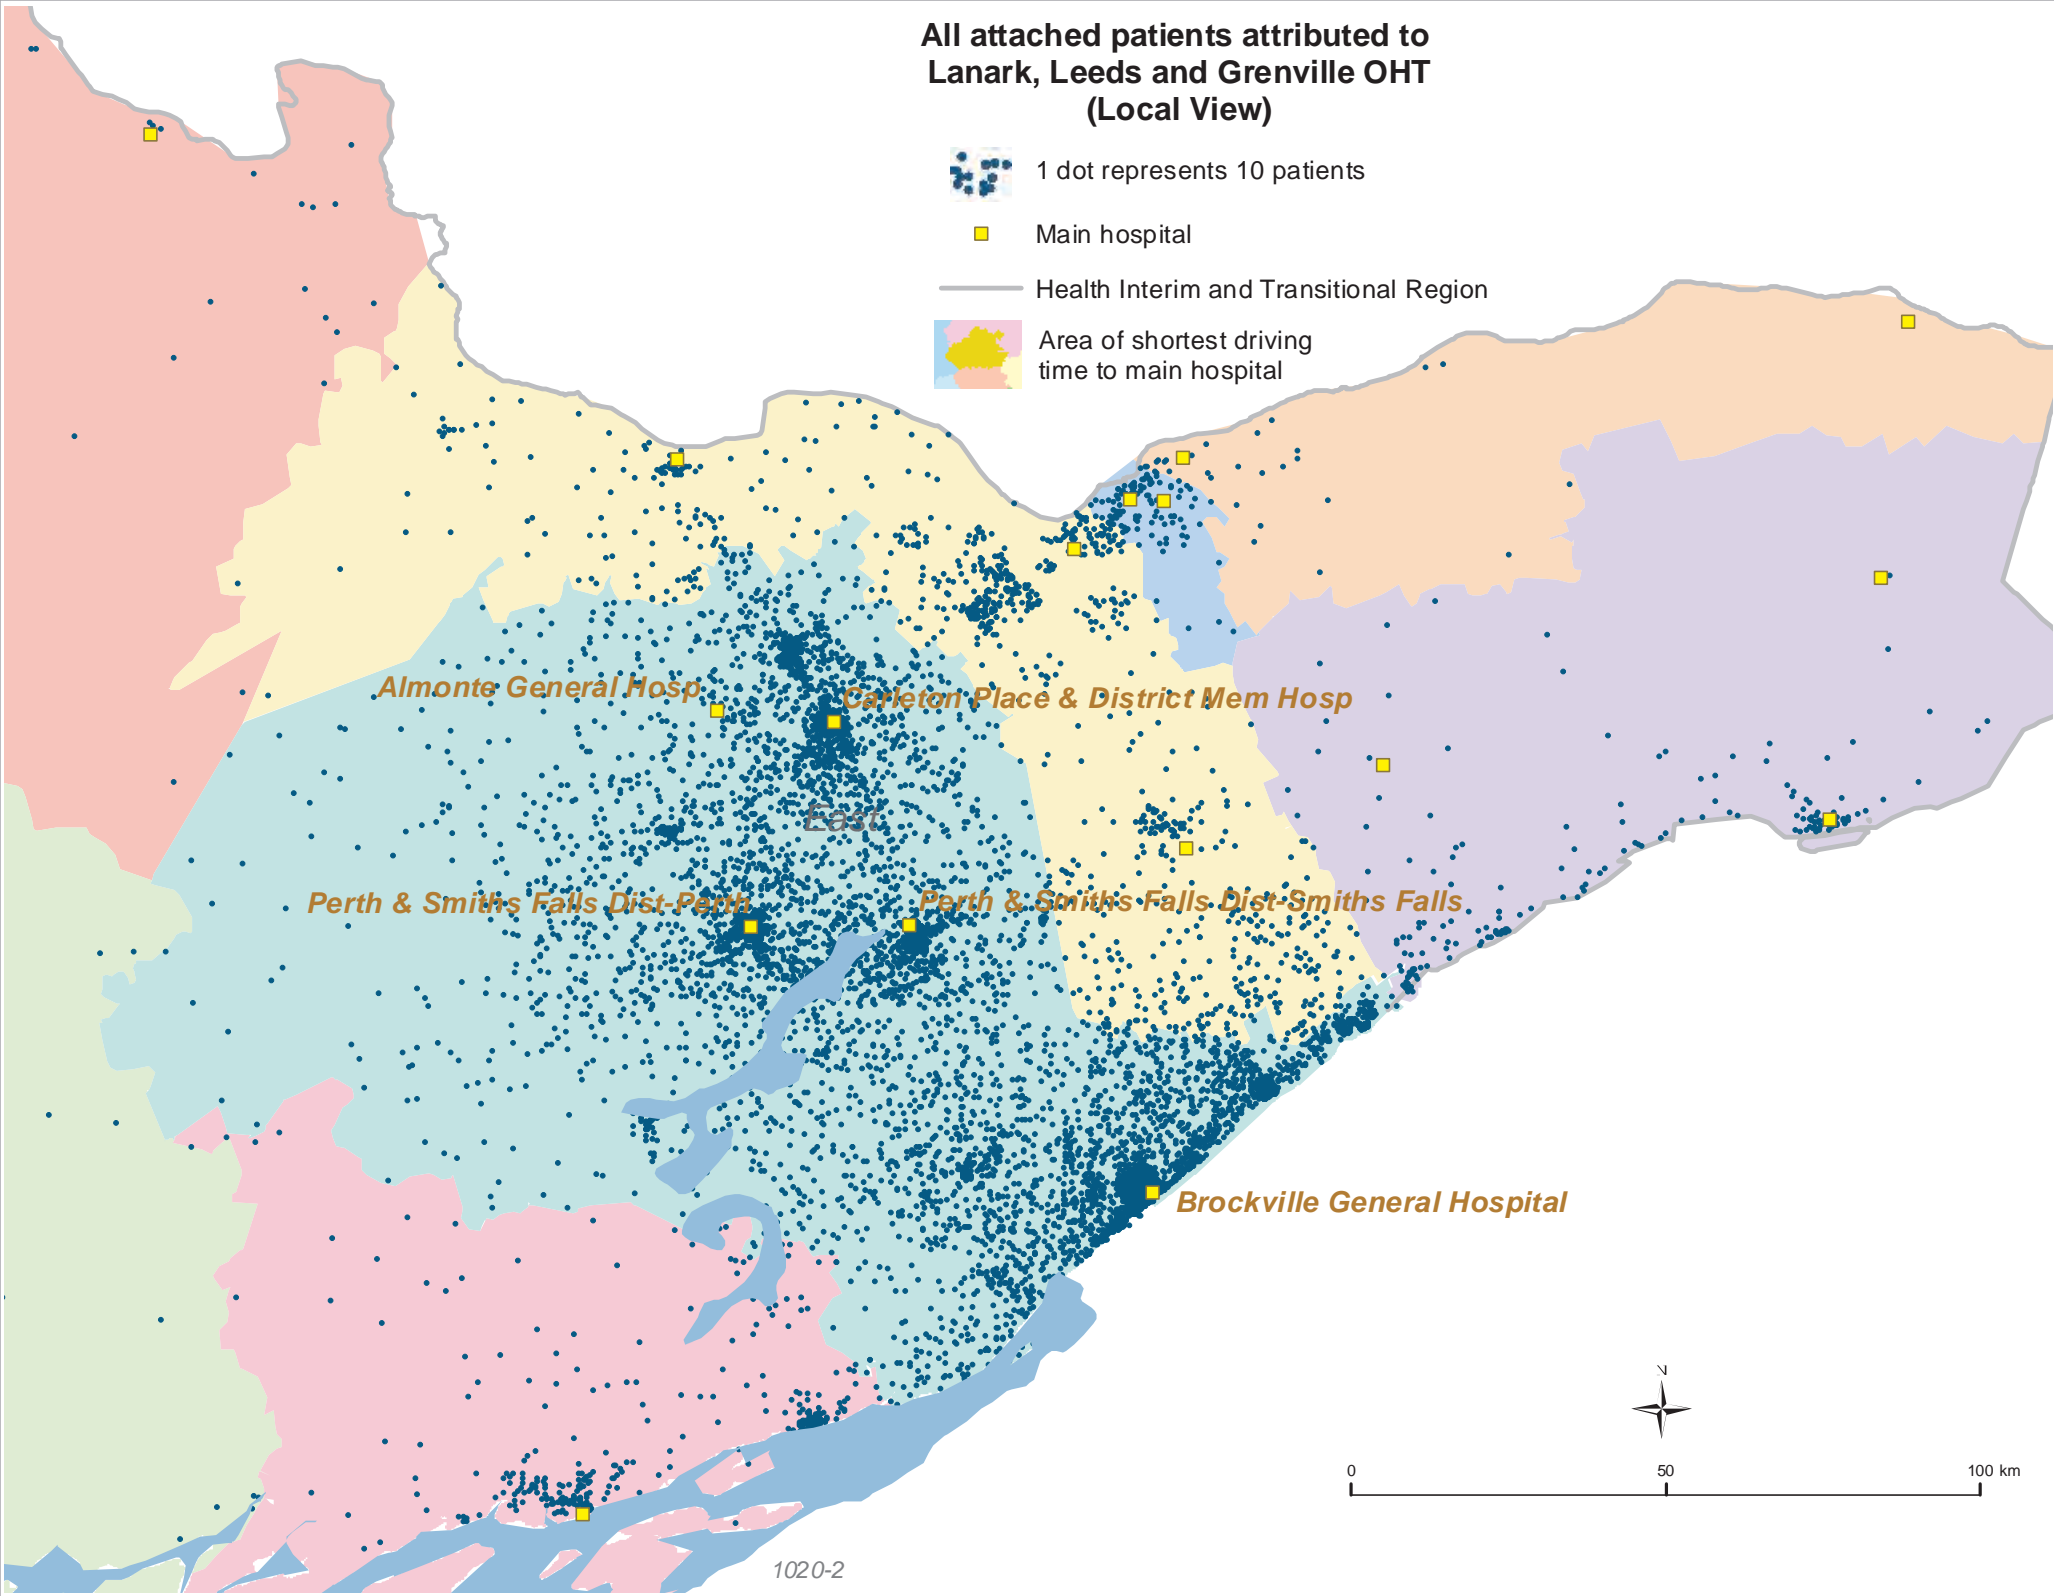 All attached patients attributed to
Lanark, Leeds and Grenville OHT
(Local View)
1 dot represents 10 patients
Main hospital
Health Interim and Transitional Region
Area of shortest driving
time to main hospital
Almonte General Hosp
Carleton Place & District Mem Hosp
East
Perth & Smiths Falls Dist-Perth
Perth & Smiths Falls Dist-Smiths Falls
Brockville General Hospital
N
0 50 100 km
1020-2